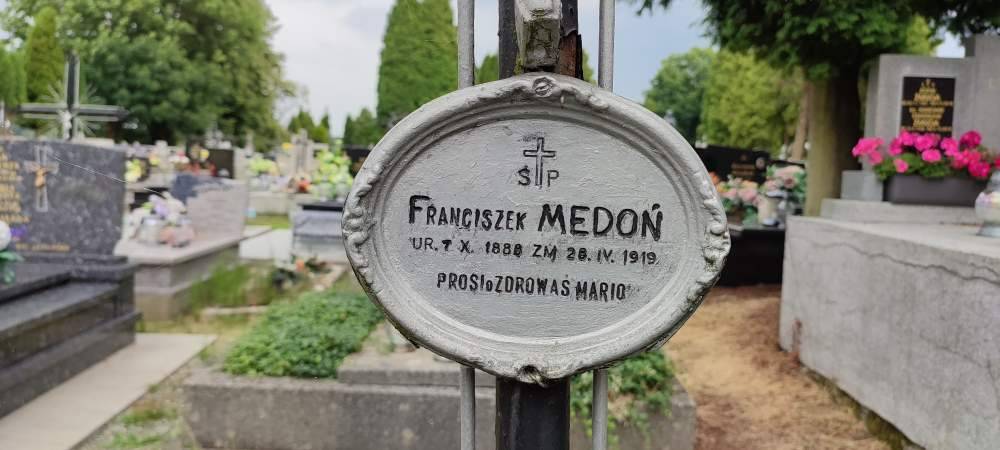 Ś P
FRANCISZEK MEDOŃ
UR. 7 X. 1888 ZM 28. IV. 1919.
PROSI o ZDROWAŚ MARIO